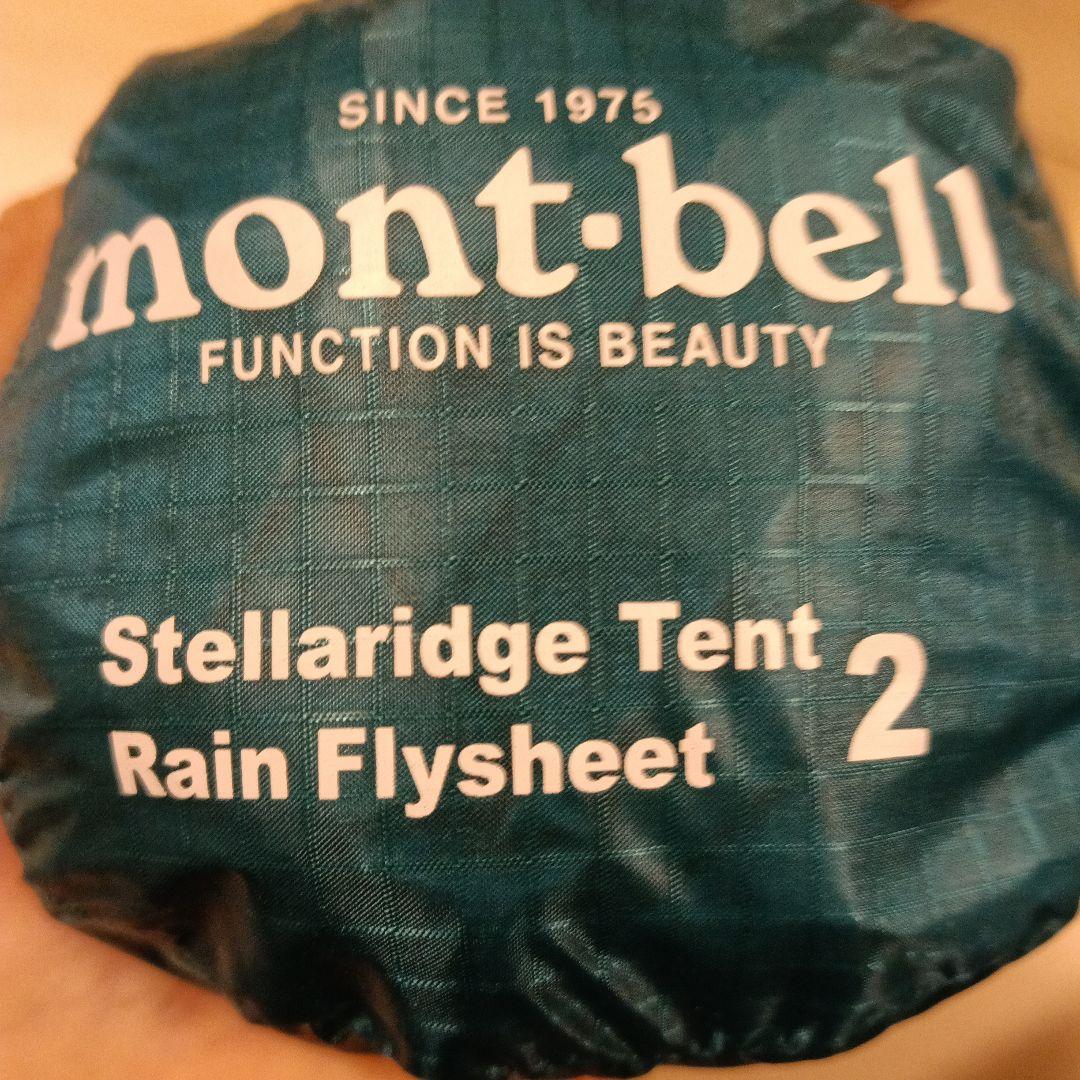 SINCE 1975
mont·bell
FUNCTION IS BEAUTY
Stellaridge Tent 2
Rain Flysheet